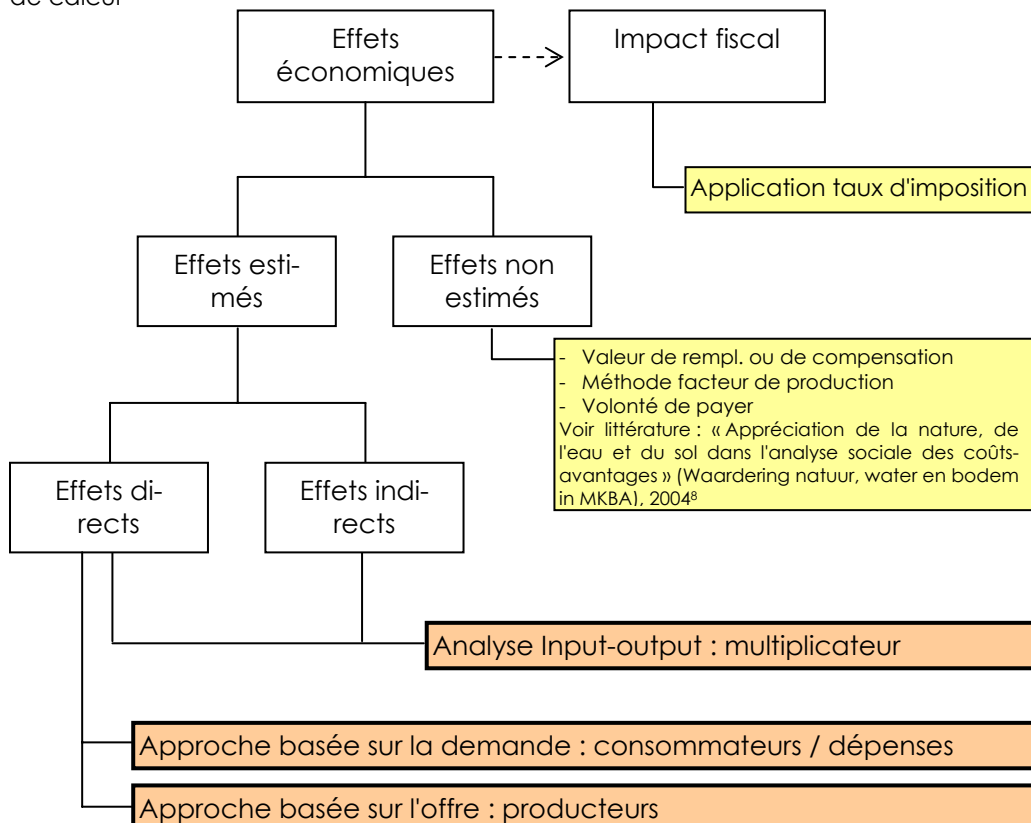 de calcul
Effets
économiques
Impact fiscal
Application taux d'imposition
Effets esti-
més
Effets non
estimés
- Valeur de rempl. ou de compensation
- Méthode facteur de production
- Volonté de payer
Voir littérature : « Appréciation de la nature, de
l'eau et du sol dans l'analyse sociale des coûts-
avantages » (Waardering natuur, water en bodem
in MKBA), 2004⁸
Effets di-
rects
Effets indi-
rects
Analyse Input-output : multiplicateur
Approche basée sur la demande : consommateurs / dépenses
Approche basée sur l'offre : producteurs